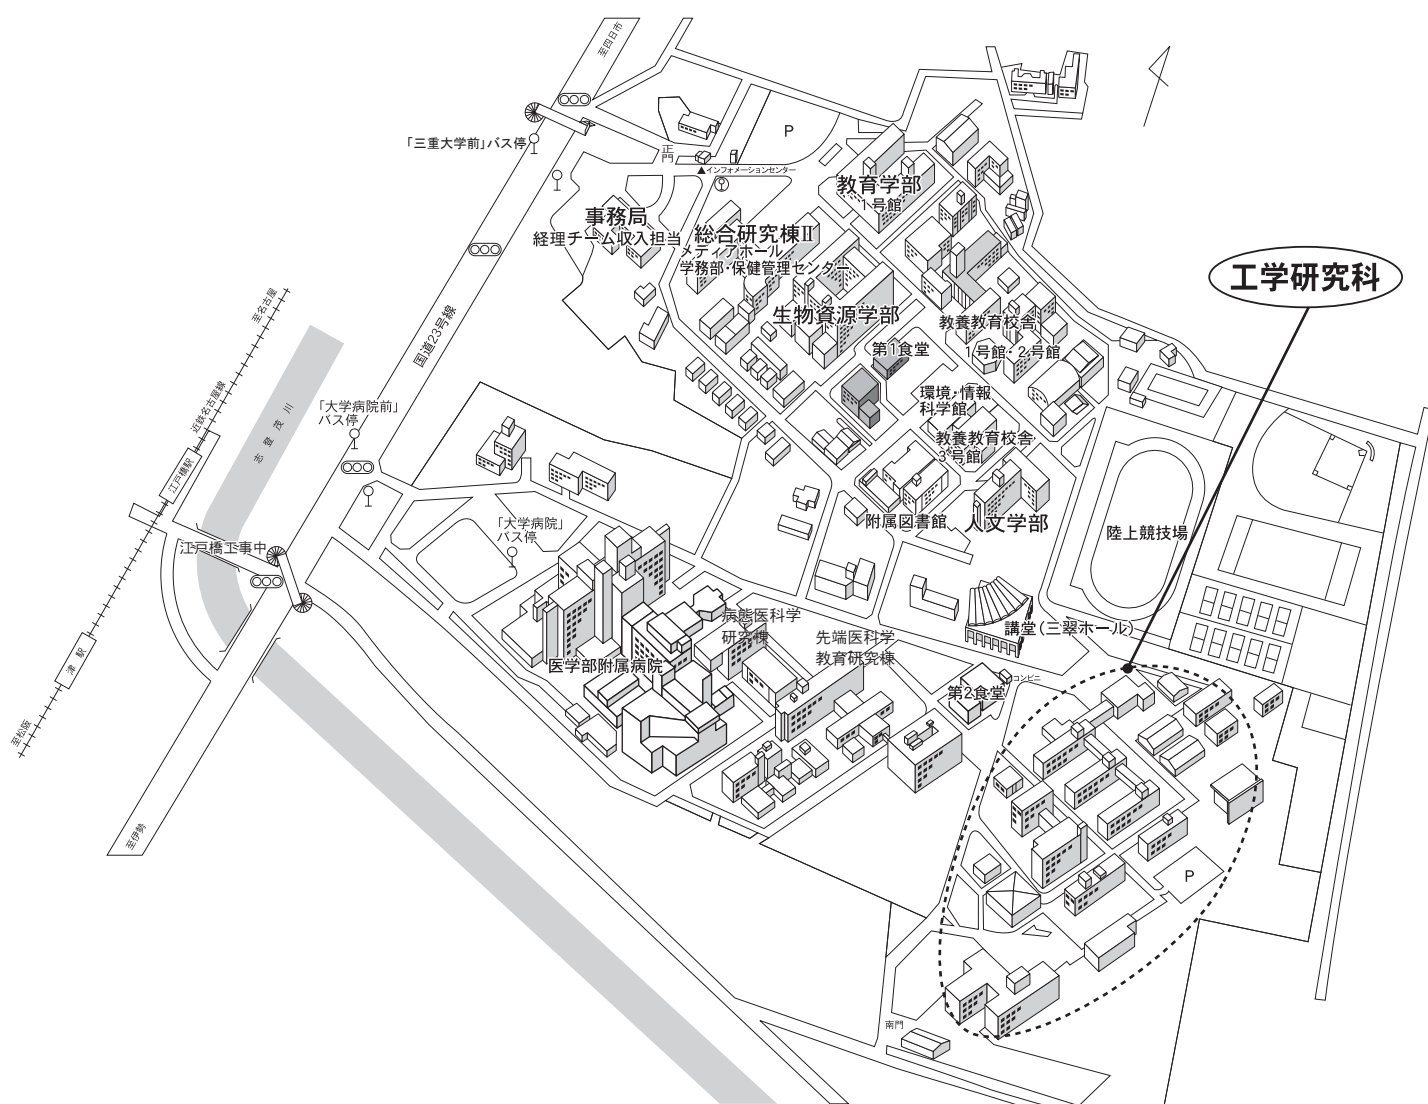 至四日市
「三重大学前」バス停
正門
P
▲インフォメーションセンター
教育学部
1号館
事務局
経理チーム収入担当
総合研究棟Ⅱ
メディアホール
学務部・保健管理センター
生物資源学部
工学研究科
教養教育校舎
1号館・2号館
第1食堂
環境・情報
科学館
教養教育校舎
3号館
附属図書館
人文学部
陸上競技場
至名古屋
国道23号線
近鉄名古屋線
志登茂川
「大学病院前」
バス停
江戸橋駅
「大学病院」
バス停
江戸橋工事中
津駅
至松阪
至伊勢
病態医科学
研究棟
先端医科学
教育研究棟
医学部附属病院
講堂(三翠ホール)
コンビニ
第2食堂
P
南門